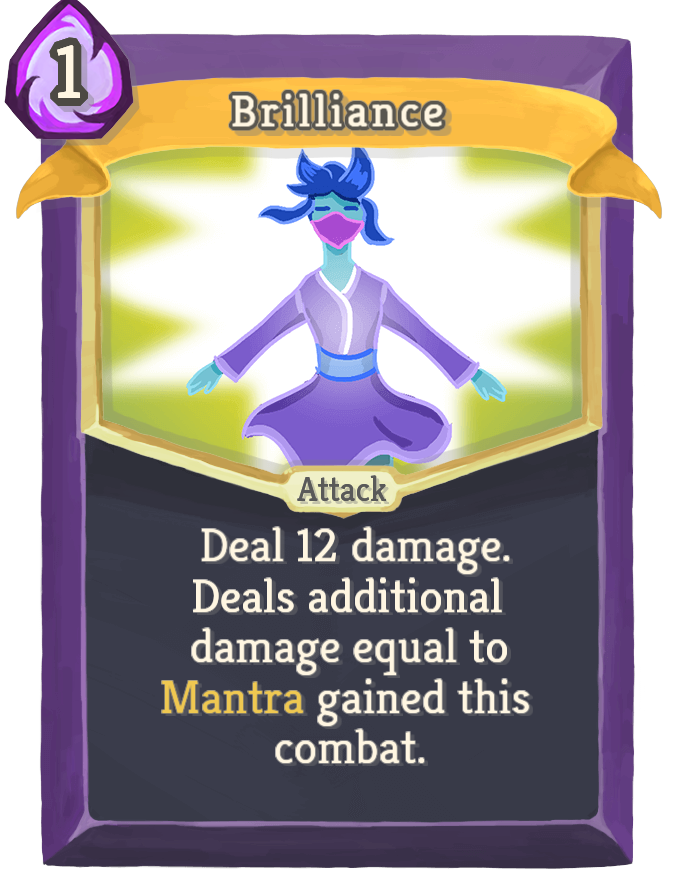 1
Brilliance
Attack
Deal 12 damage.
Deals additional
damage equal to
Mantra gained this
combat.